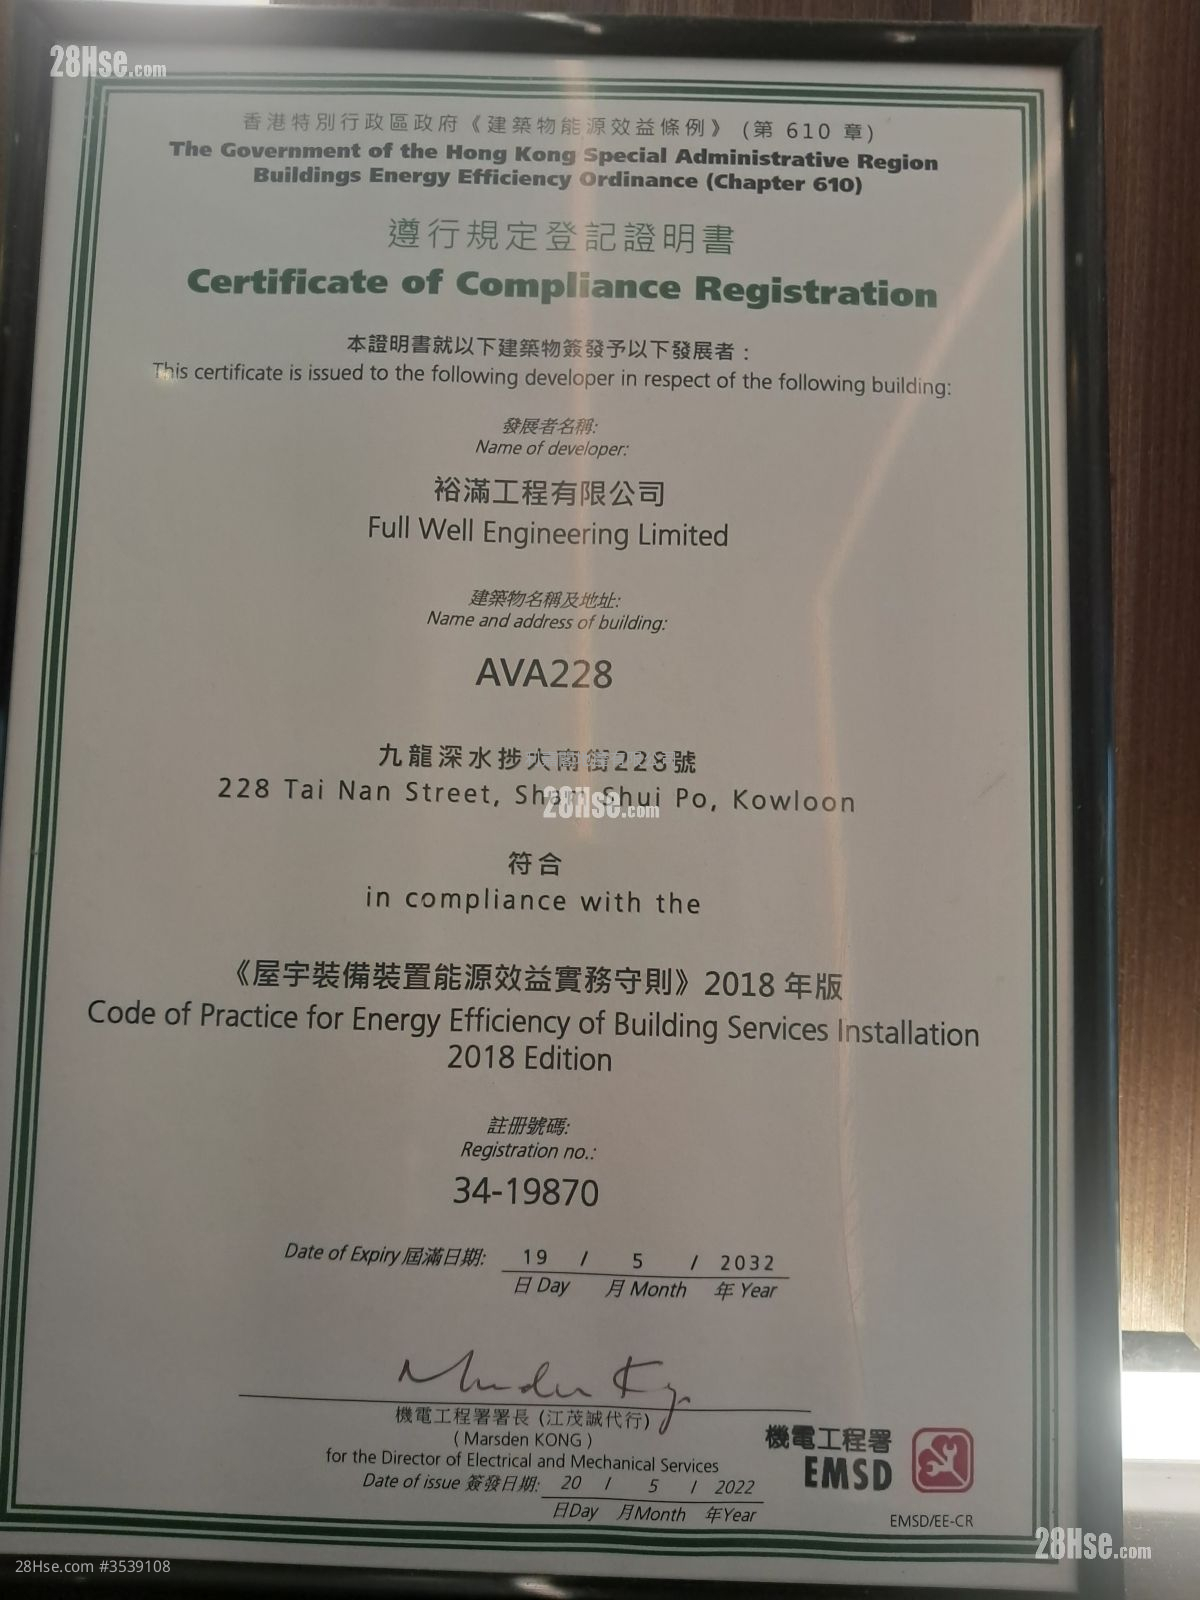 28Hse.com
香港特別行政區政府《建築物能源效益條例》(第 610 章)
The Government of the Hong Kong Special Administrative Region
Buildings Energy Efficiency Ordinance (Chapter 610)
遵行規定登記證明書
Certificate of Compliance Registration
本證明書就以下建築物簽發予以下發展者：
This certificate is issued to the following developer in respect of the following building:
發展者名稱:
Name of developer:
裕滿工程有限公司
Full Well Engineering Limited
建築物名稱及地址:
Name and address of building:
AVA228
九龍深水埗大南街228號
228 Tai Nan Street, Sham Shui Po, Kowloon
28Hse.com
符合
in compliance with the
《屋宇裝備裝置能源效益實務守則》2018 年版
Code of Practice for Energy Efficiency of Building Services Installation
2018 Edition
註冊號碼:
Registration no.:
34-19870
Date of Expiry 屆滿日期: 19 / 5 / 2032
日 Day 月 Month 年 Year
機電工程署署長 (江茂誠代行)
( Marsden KONG )
for the Director of Electrical and Mechanical Services
Date of issue 簽發日期: 20 / 5 / 2022
日Day 月Month 年Year
機電工程署
EMSD
EMSD/EE-CR
28Hse.com
28Hse.com #3539108